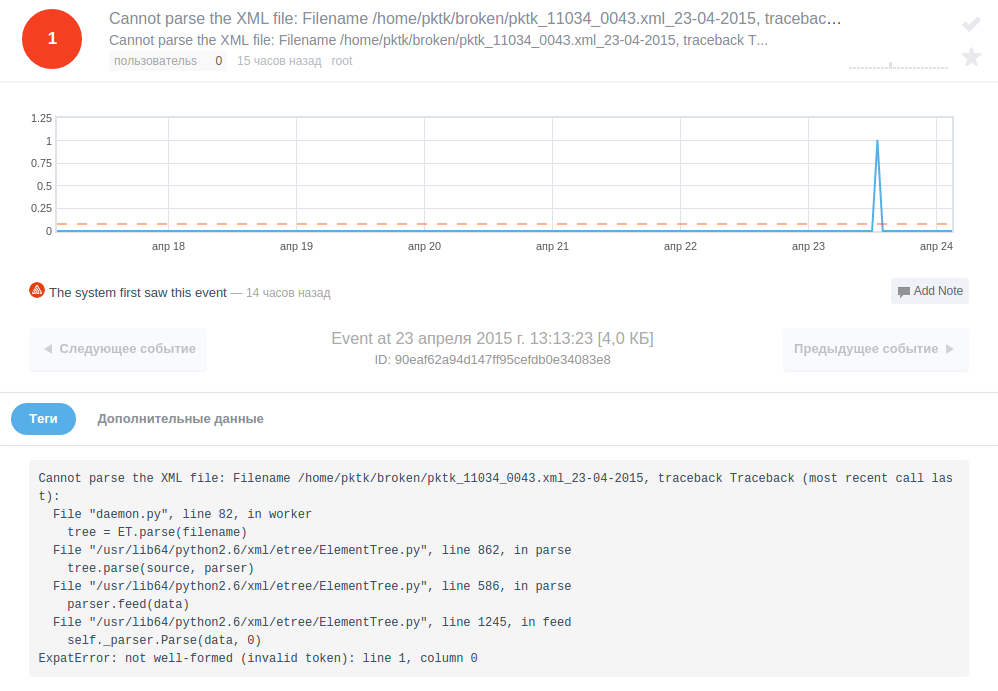 1
Cannot parse the XML file: Filename /home/pktk/broken/pktk_11034_0043.xml_23-04-2015, tracebac...
Cannot parse the XML file: Filename /home/pktk/broken/pktk_11034_0043.xml_23-04-2015, traceback T...
пользовательs 0 15 часов назад root
1.25
1
0.75
0.5
0.25
0
апр 18 апр 19 апр 20 апр 21 апр 22 апр 23 апр 24
The system first saw this event — 14 часов назад
Add Note
Следующее событие
Event at 23 апреля 2015 г. 13:13:23 [4,0 КБ]
ID: 90eaf62a94d147ff95cefdb0e34083e8
Предыдущее событие
Теги Дополнительные данные
Cannot parse the XML file: Filename /home/pktk/broken/pktk_11034_0043.xml_23-04-2015, traceback Traceback (most recent call las
t):
File "daemon.py", line 82, in worker
tree = ET.parse(filename)
File "/usr/lib64/python2.6/xml/etree/ElementTree.py", line 862, in parse
tree.parse(source, parser)
File "/usr/lib64/python2.6/xml/etree/ElementTree.py", line 586, in parse
parser.feed(data)
File "/usr/lib64/python2.6/xml/etree/ElementTree.py", line 1245, in feed
self._parser.Parse(data, 0)
ExpatError: not well-formed (invalid token): line 1, column 0